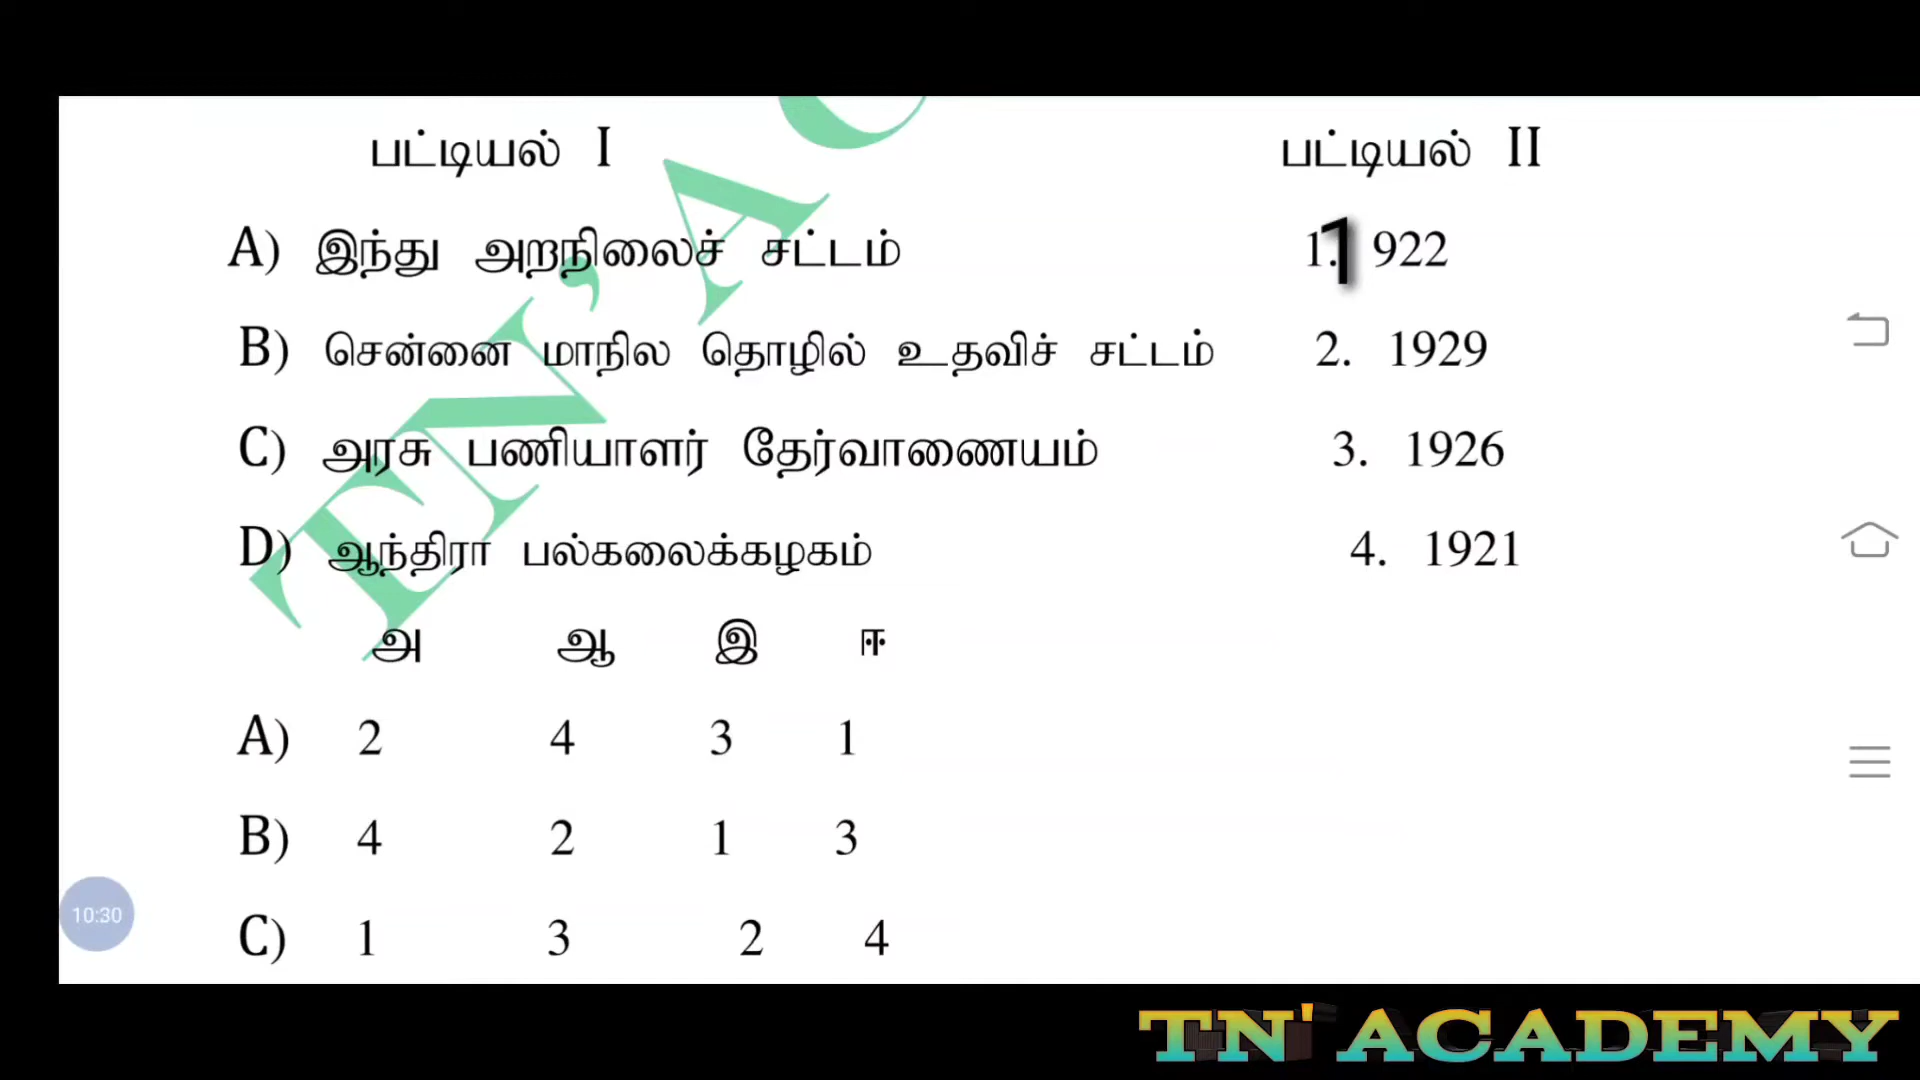 பட்டியல் I பட்டியல் II
A) இந்து அறநிலைச் சட்டம் 1. 1922
B) சென்னை மாநில தொழில் உதவிச் சட்டம் 2. 1929
C) அரசு பணியாளர் தேர்வாணையம் 3. 1926
D) ஆந்திரா பல்கலைக்கழகம் 4. 1921
அ ஆ இ ஈ
A) 2 4 3 1
B) 4 2 1 3
C) 1 3 2 4
10:30
TN' AC
TN' ACADEMY